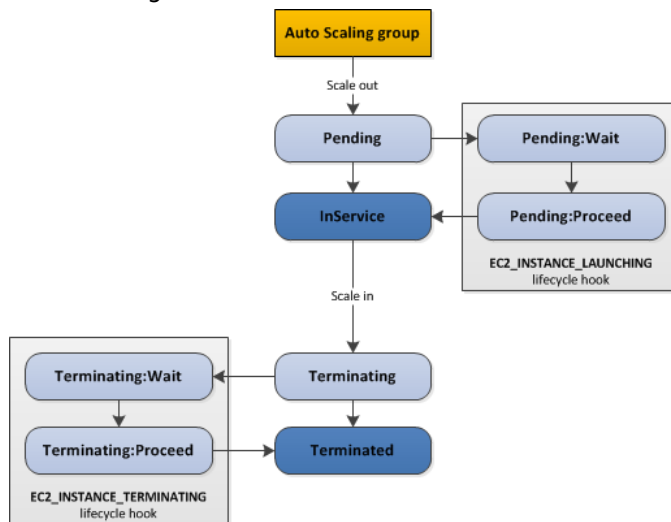 Auto Scaling group
Scale out
Pending
Pending:Wait
InService
Pending:Proceed
EC2_INSTANCE_LAUNCHING
lifecycle hook
Scale in
Terminating:Wait
Terminating
Terminating:Proceed
Terminated
EC2_INSTANCE_TERMINATING
lifecycle hook